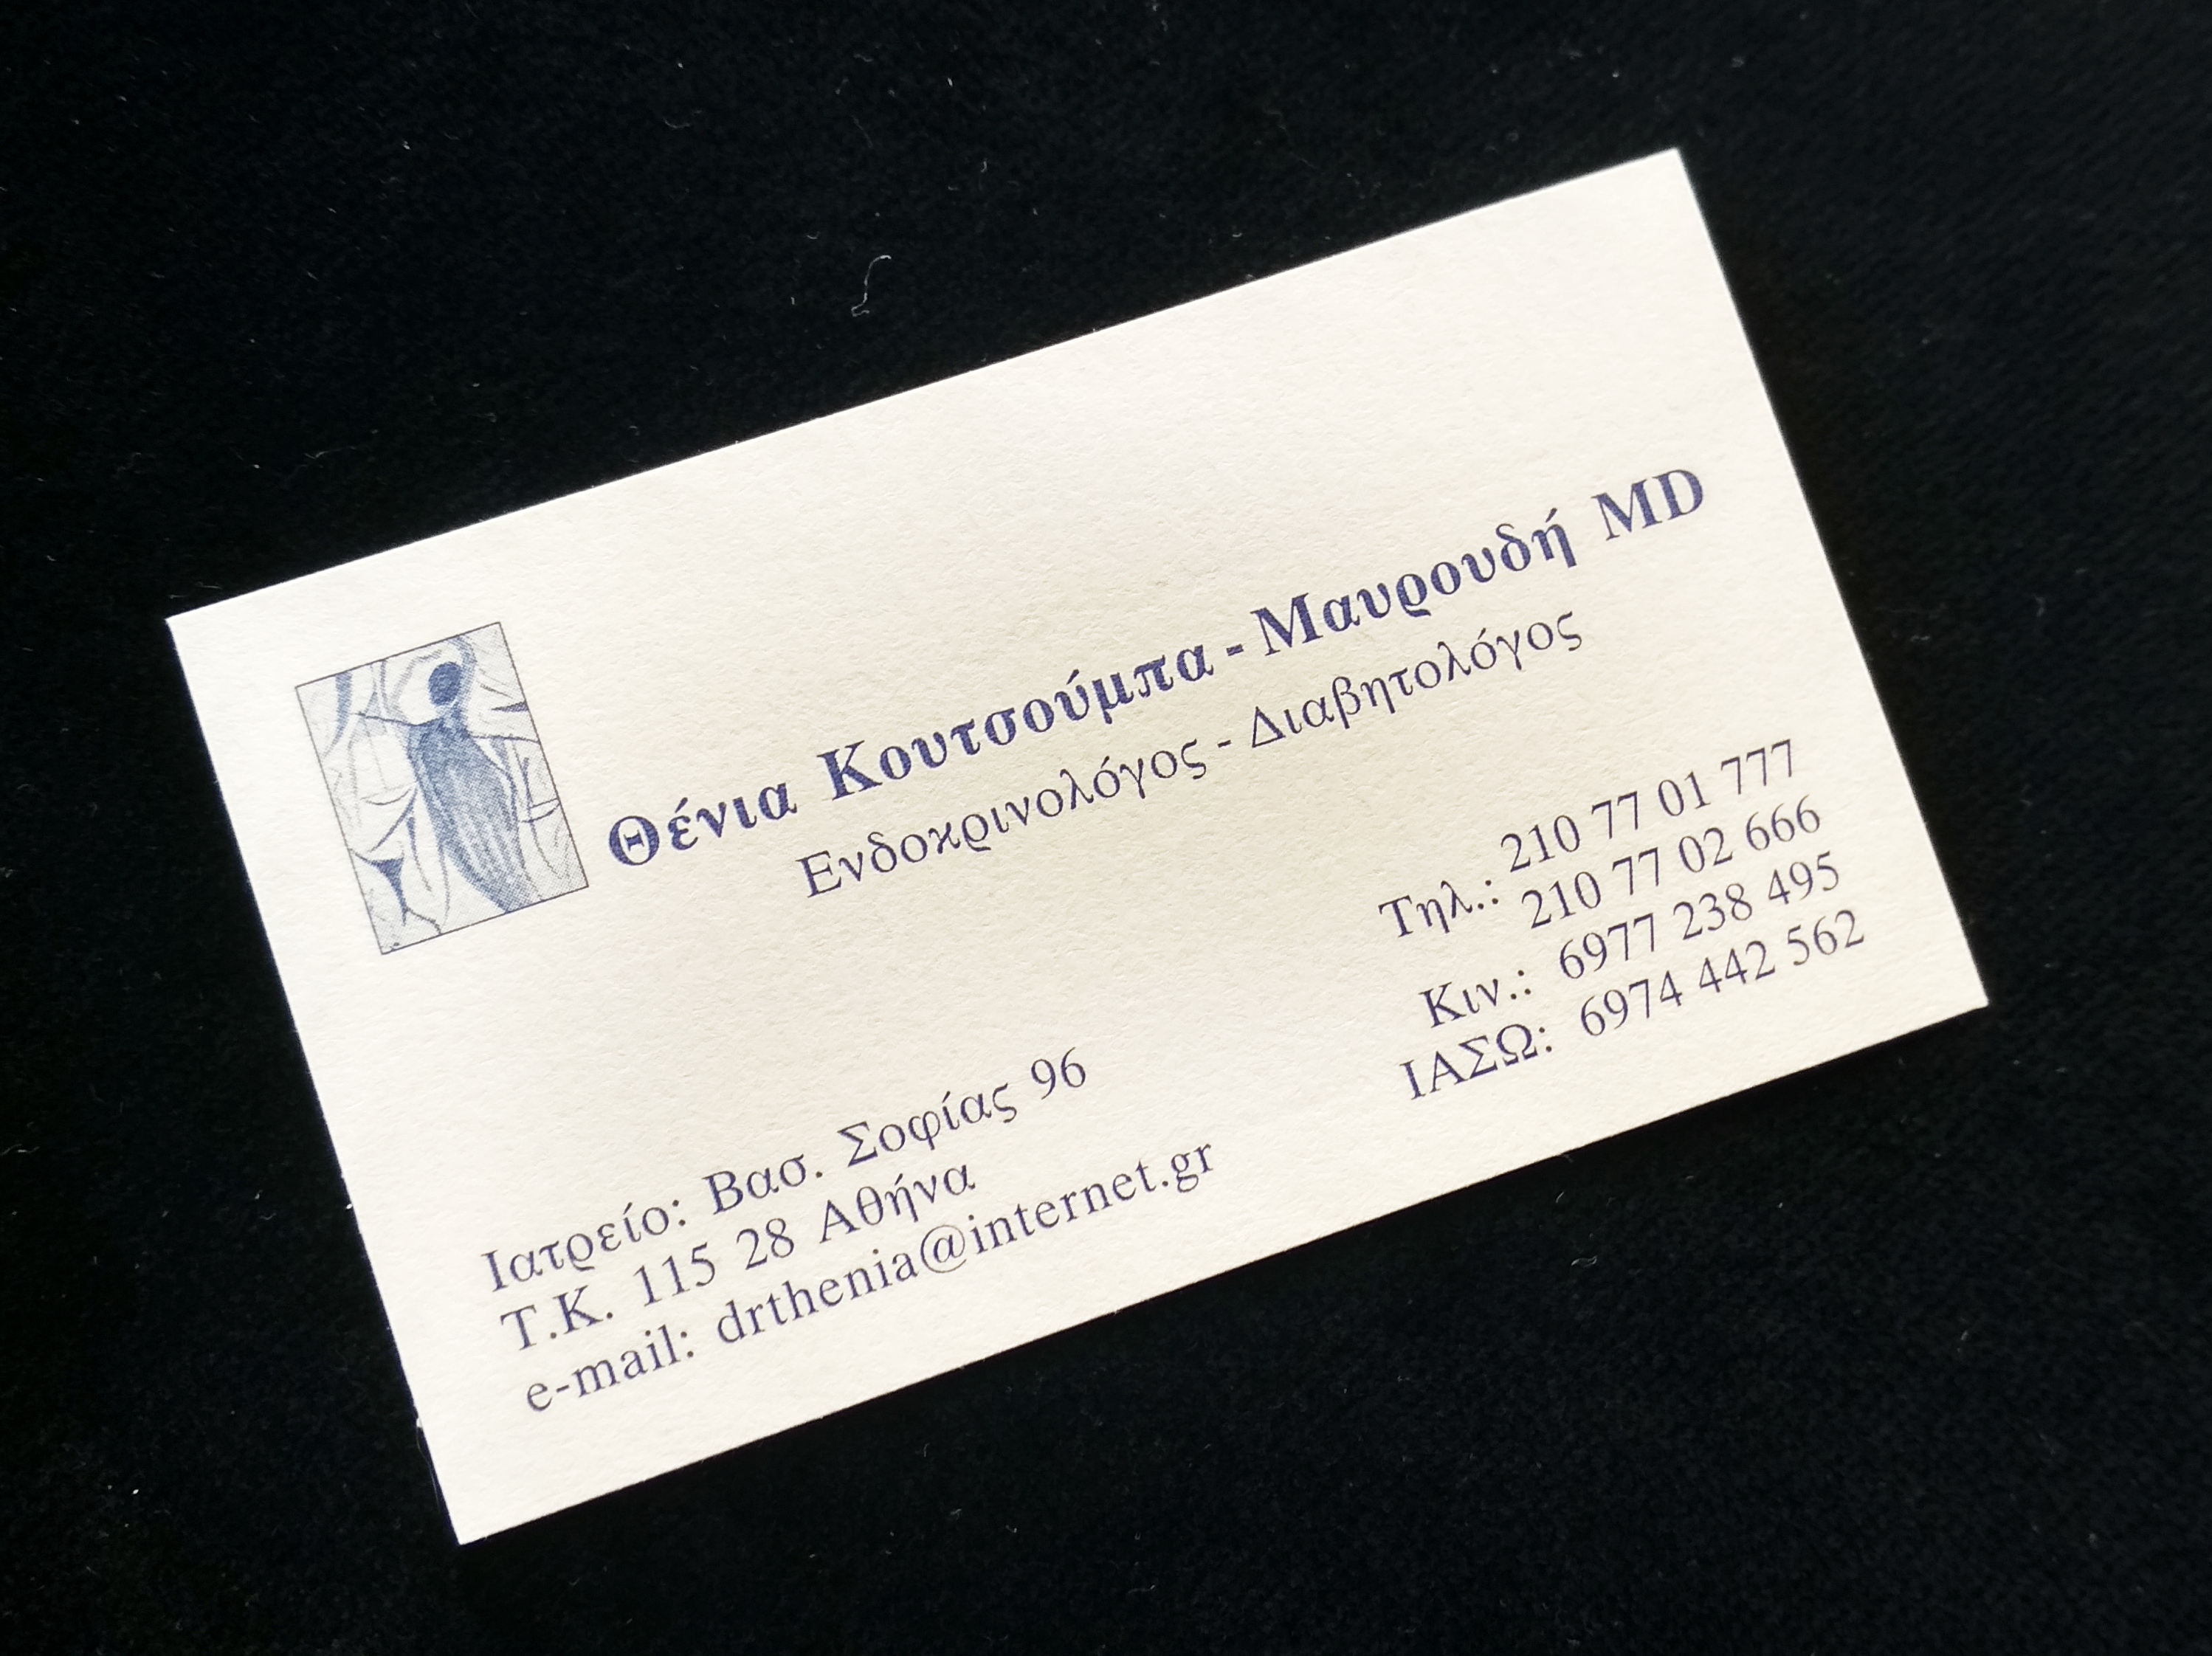 Θένια Κουτσούμπα - Μαυρουδή MD
Ενδοκρινολόγος - Διαβητολόγος
Τηλ.: 210 77 01 777
210 77 02 666
Κιν.: 6977 238 495
ΙΑΣΩ: 6974 442 562
Ιατρείο: Βασ. Σοφίας 96
Τ.Κ. 115 28 Αθήνα
e-mail: drthenia@internet.gr